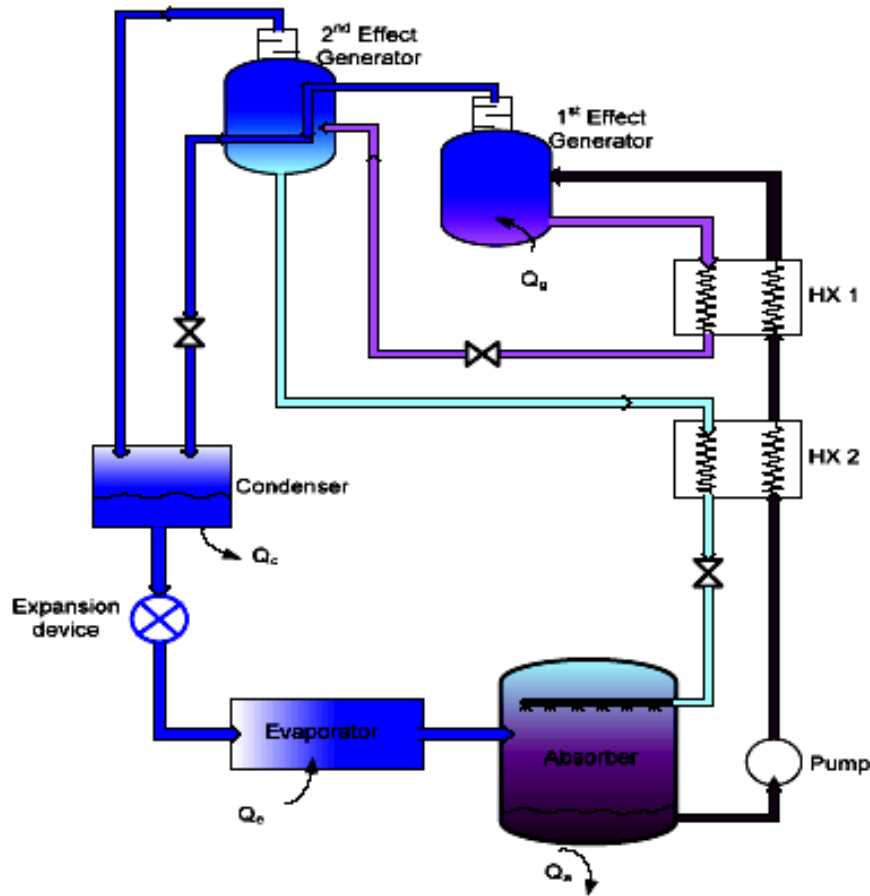 2nd Effect
Generator
1st Effect
Generator
Qg
HX 1
HX 2
Condenser
Qc
Expansion
device
Evaporator
Qe
Absorber
Pump
Qa